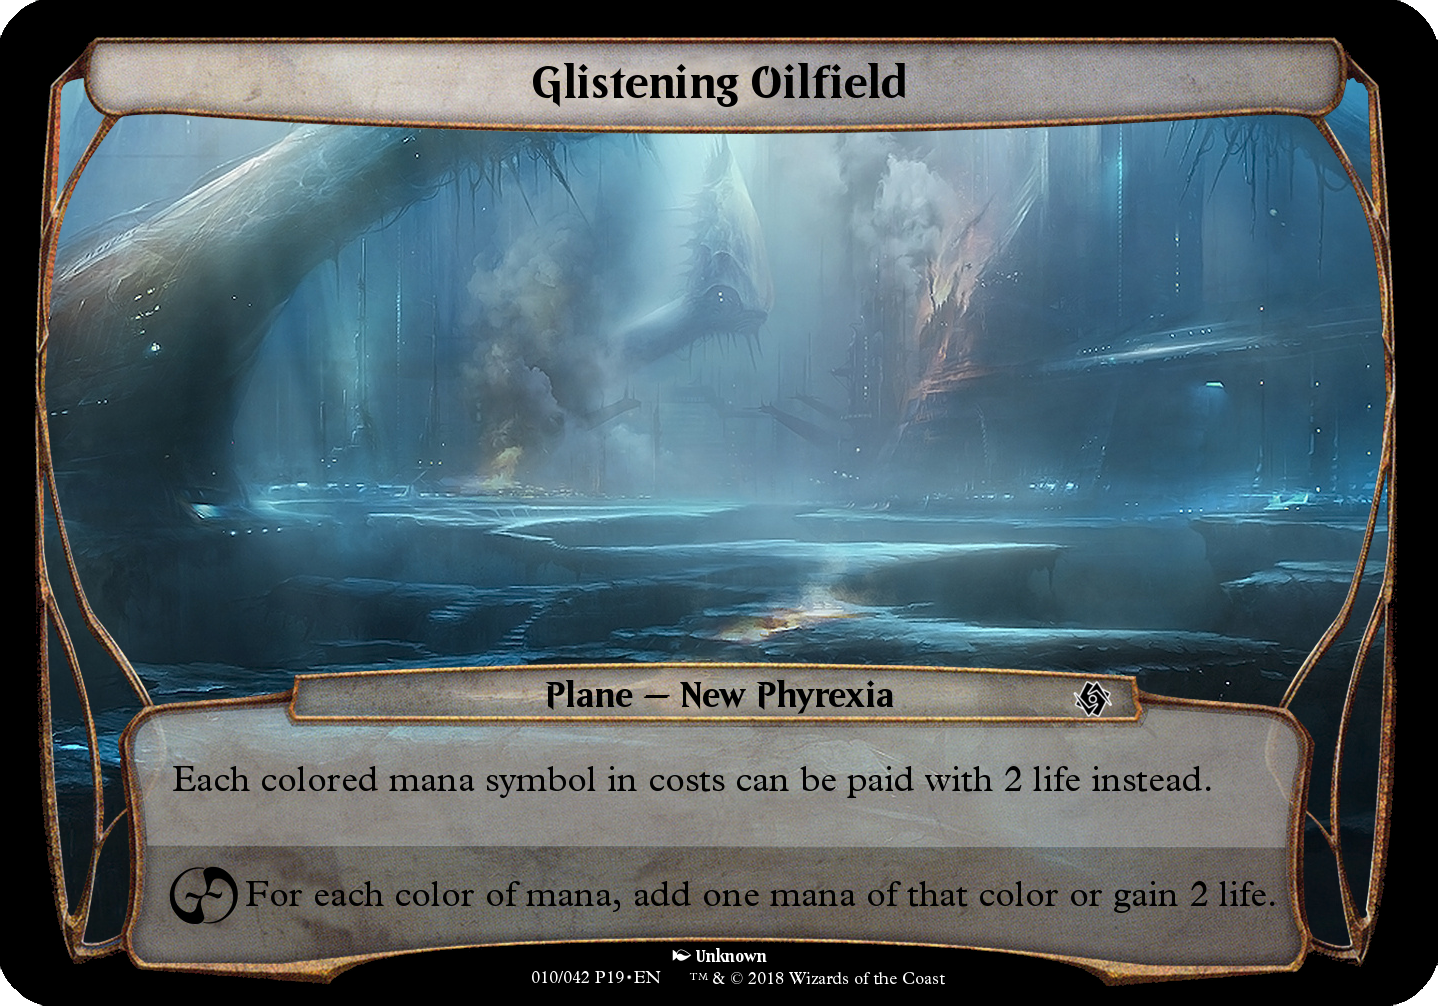 Glistening Oilfield
Plane — New Phyrexia
Each colored mana symbol in costs can be paid with 2 life instead.
For each color of mana, add one mana of that color or gain 2 life.
Unknown
010/042 P19•EN ™ & © 2018 Wizards of the Coast